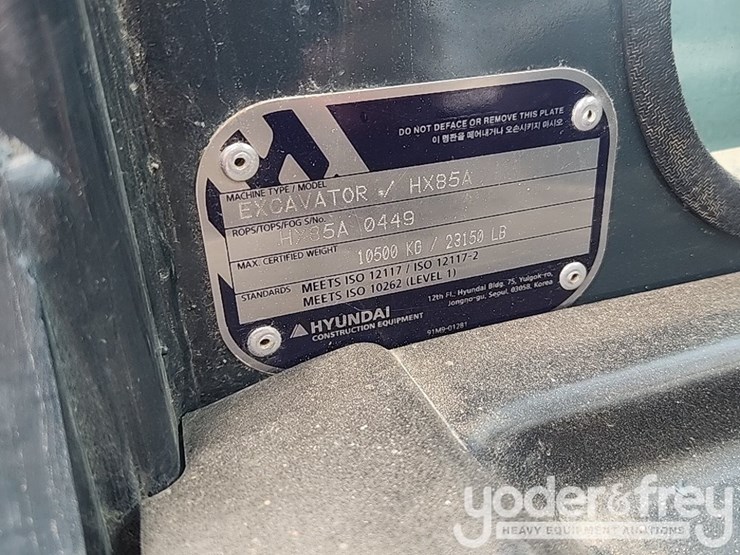 DO NOT DEFACE OR REMOVE THIS PLATE
이 명판을 떼어내거나 오손시키지 마시오
MACHINE TYPE / MODEL
EXCAVATOR / HX85A
ROPS/TOPS/FOG S/No.
HX85A 0449
MAX. CERTIFIED WEIGHT 10500 KG / 23150 LB
STANDARDS MEETS ISO 12117 / ISO 12117-2
MEETS ISO 10262 (LEVEL 1)
HYUNDAI
CONSTRUCTION EQUIPMENT
12th Fl., Hyundai Bldg. 75, Yulgok-ro,
Jongno-gu, Seoul, 03058, Korea
91M9-01281
yoder&frey
HEAVY EQUIPMENT AUCTIONS